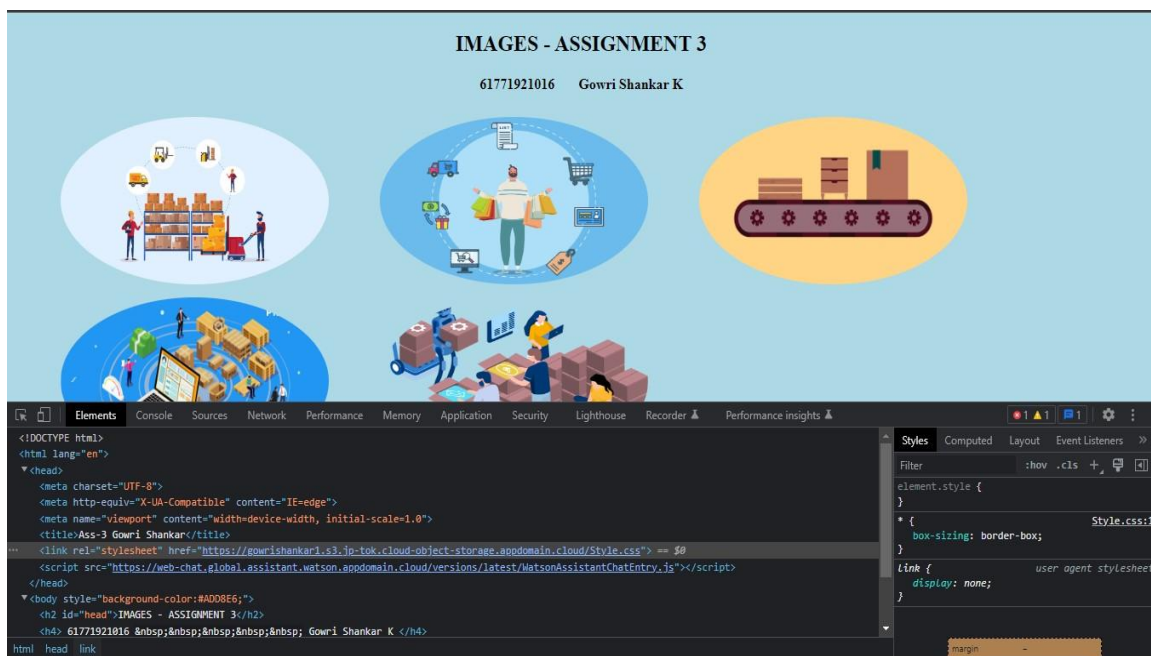 IMAGES - ASSIGNMENT 3
61771921016 Gowri Shankar K
LIST
Elements Console Sources Network Performance Memory Application Security Lighthouse Recorder Performance insights 1 1 1
<!DOCTYPE html>
<html lang="en">
<head>
<meta charset="UTF-8">
<meta http-equiv="X-UA-Compatible" content="IE=edge">
<meta name="viewport" content="width=device-width, initial-scale=1.0">
<title>Ass-3 Gowri Shankar</title>
<link rel="stylesheet" href="https://gowrishankar1.s3.jp-tok.cloud-object-storage.appdomain.cloud/Style.css"> == $0
<script src="https://web-chat.global.assistant.watson.appdomain.cloud/versions/latest/WatsonAssistantChatEntry.js"></script>
</head>
<body style="background-color:#ADD8E6;">
<h2 id="head">IMAGES - ASSIGNMENT 3</h2>
<h4> 61771921016 &nbsp;&nbsp;&nbsp;&nbsp;&nbsp; Gowri Shankar K </h4>
html head link
Styles Computed Layout Event Listeners »
Filter :hov .cls +
element.style {
}
* { Style.css:1
box-sizing: border-box;
}
link { user agent stylesheet
display: none;
}
margin -